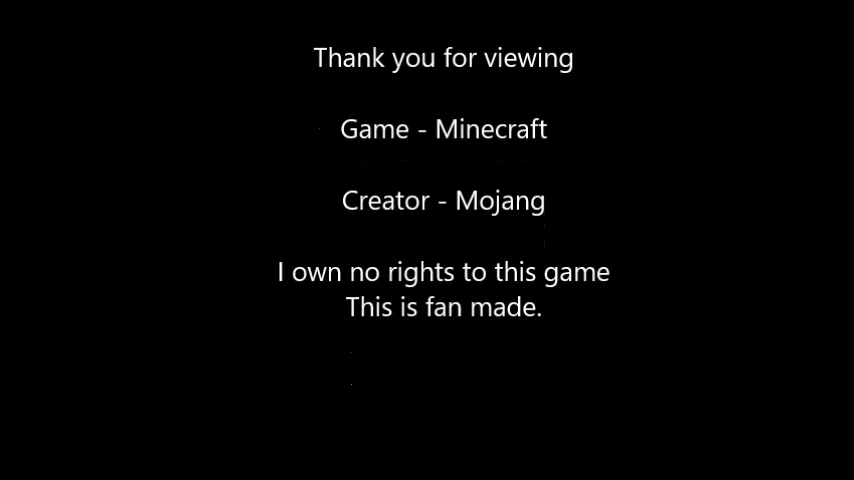 Thank you for viewing
Game - Minecraft
Creator - Mojang
I own no rights to this game
This is fan made.